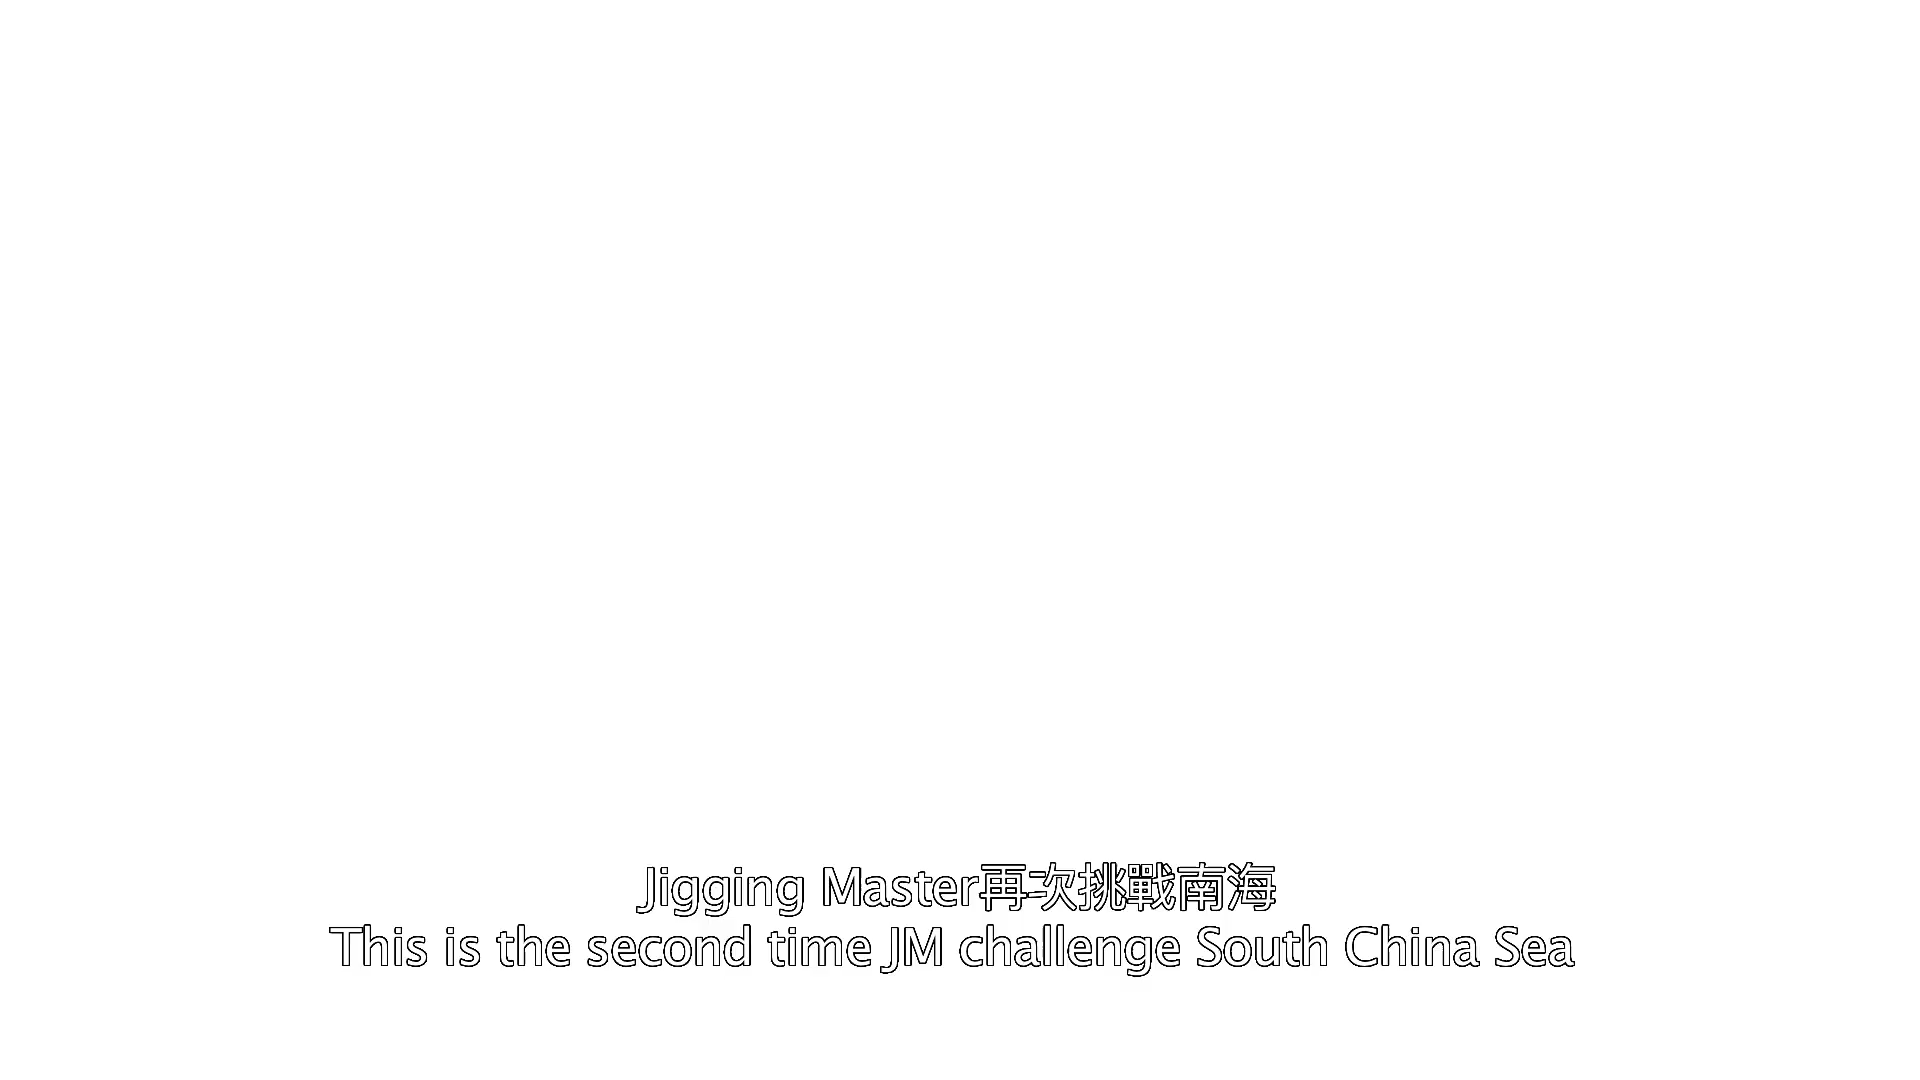 Jigging Master再次挑戰南海
This is the second time JM challenge South China Sea